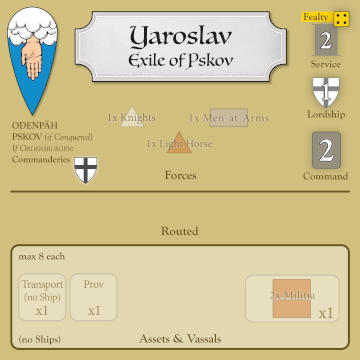 Yaroslav
Exile of Pskov
Fealty
2
Service
1
Lordship
2
Command
ODENPÄH
PSKOV (if Conquered)
If ORDENSBURGEN:
Commanderies
1x Knights
1x Men-at-Arms
1x Light Horse
Forces
Routed
max 8 each
Transport
(no Ship)
x1
Prov
x1
2x Militia
x1
(no Ships)
Assets & Vassals